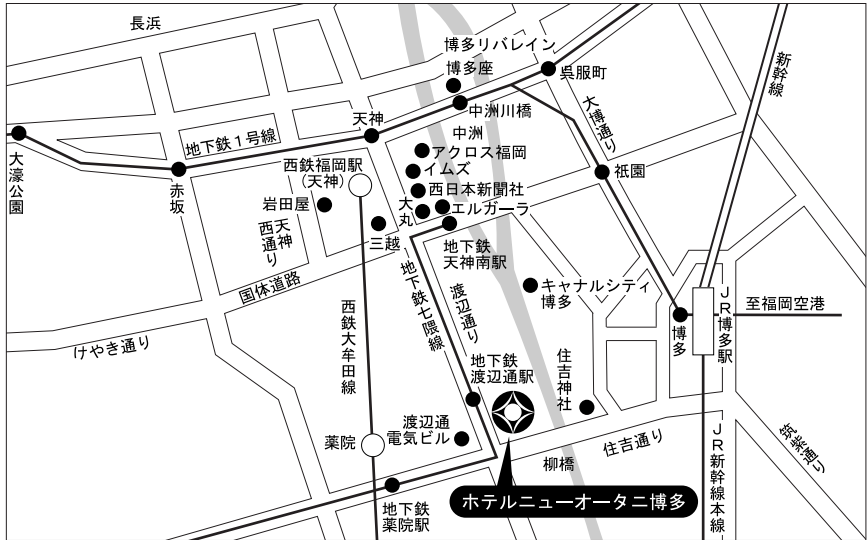 長浜
博多リバレイン
博多座
呉服町
新幹線
中洲川橋
天神
地下鉄1号線
中洲
大博通り
大濠公園
赤坂
西鉄福岡駅
(天神)
アクロス福岡
イムズ
西日本新聞社
エルガーラ
大丸
祇園
岩田屋
三越
天神
西通り
地下鉄
天神南駅
国体道路
地下鉄七隈線
渡辺通り
キャナルシティ
博多
けやき通り
西鉄大牟田線
博多
JR博多駅
至福岡空港
地下鉄
渡辺通駅
住吉神社
薬院
渡辺通
電気ビル
住吉通り
柳橋
筑紫通り
JR新幹線本線
ホテルニューオータニ博多
地下鉄
薬院駅